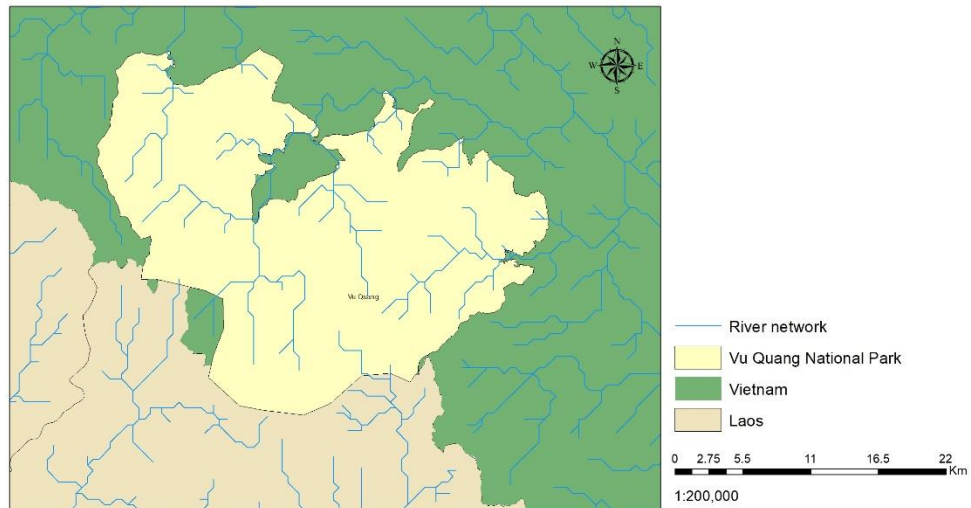 N
W E
S
Vu Quang
River network
Vu Quang National Park
Vietnam
Laos
0 2.75 5.5 11 16.5 22
Km
1:200,000